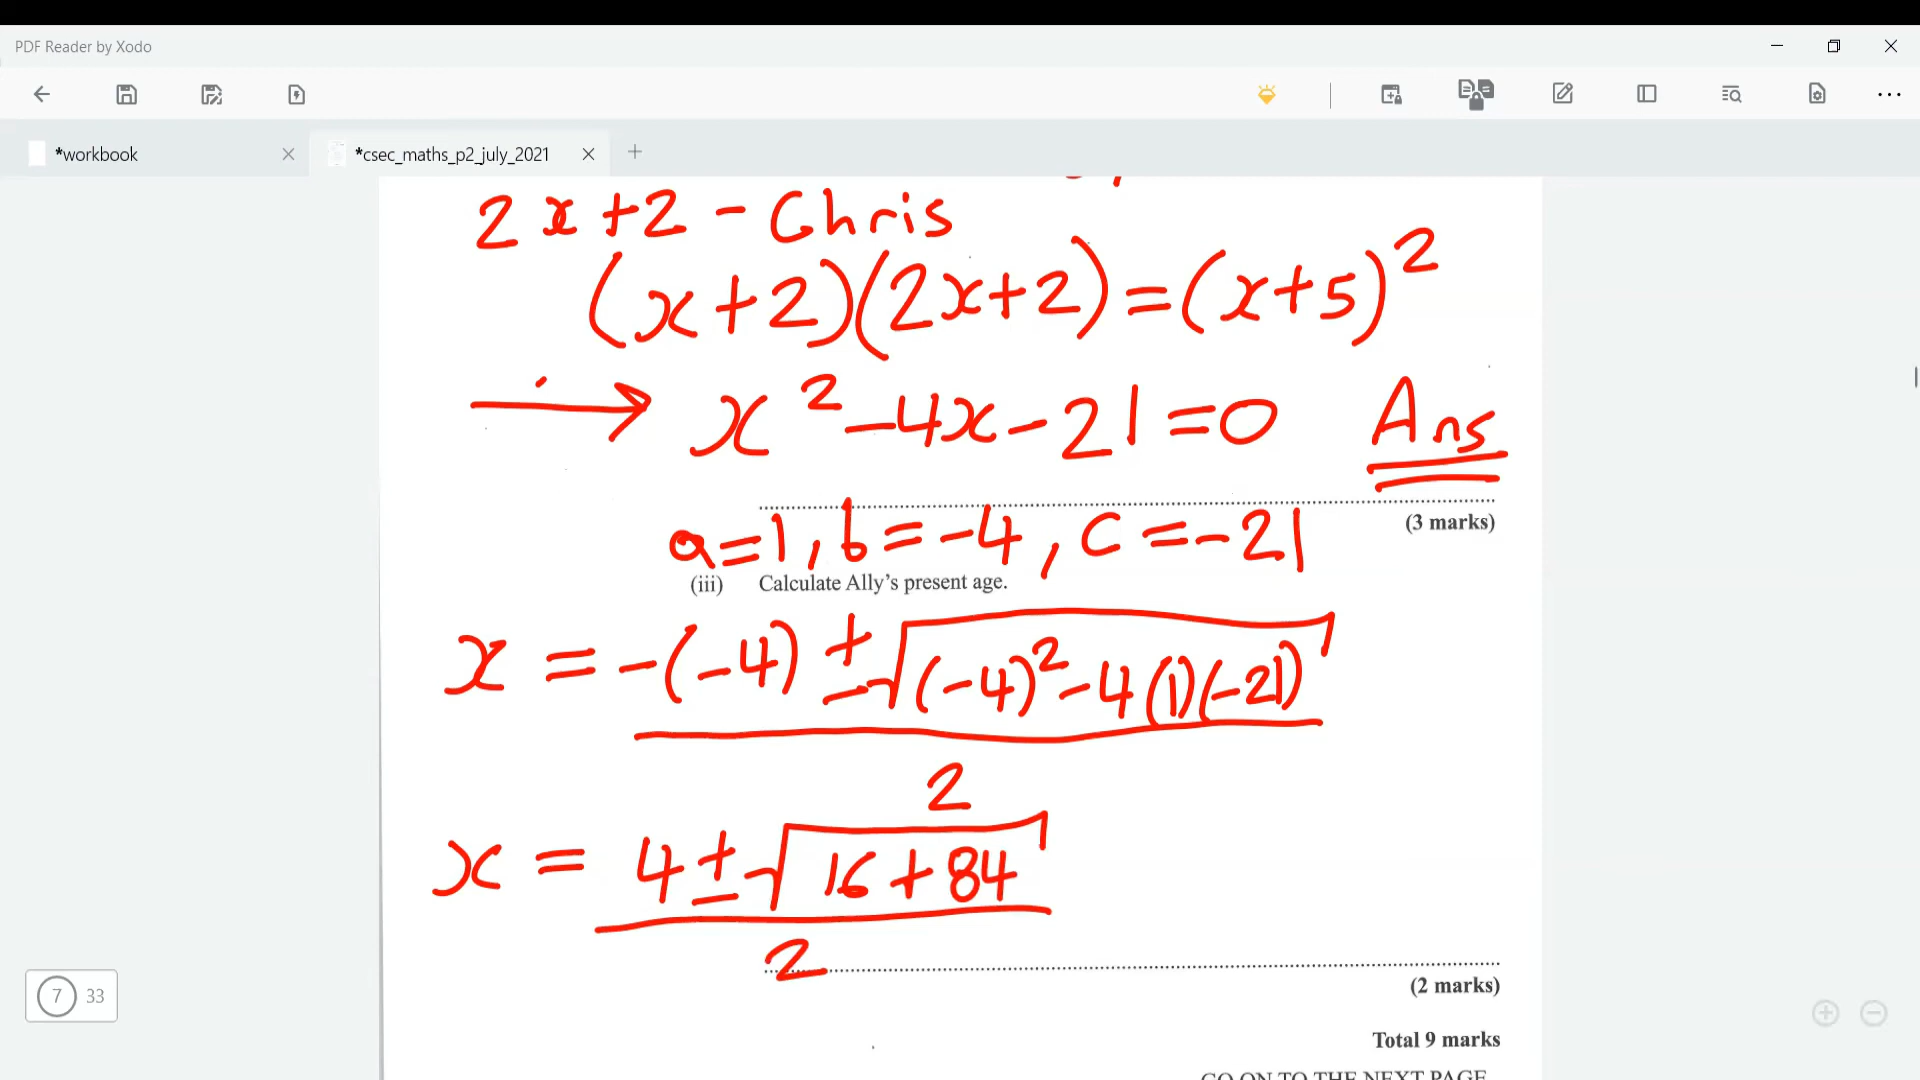 PDF Reader by Xodo
*workbook
*csec_maths_p2_july_2021
2x+2 - Chris
(x+2)(2x+2)=(x+5)²
→ x²-4x-21=0 Ans
(3 marks)
a=1, b=-4, c=-21
(iii) Calculate Ally's present age.
x = -(-4) ± √(-4)²-4(1)(-21)
2
x = 4 ± √16+84
2
(2 marks)
7 33
Total 9 marks
GO ON TO THE NEXT PAGE